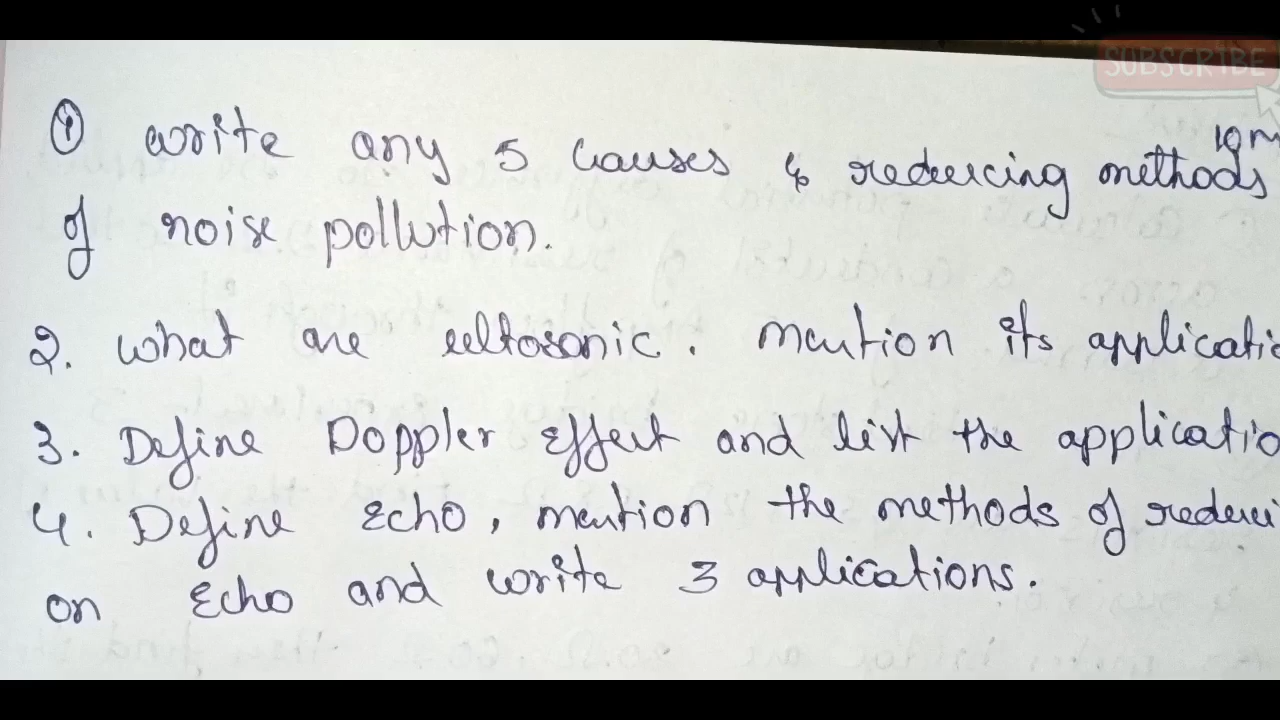 SUBSCRIBE
10m
① write any 5 causes & reducing methods
of noise pollution.
2. what are ultosonic. mention its applicatio
3. Define Doppler Effect and list the applicatio
4. Define Echo, mention the methods of reduci
on Echo and write 3 applications.